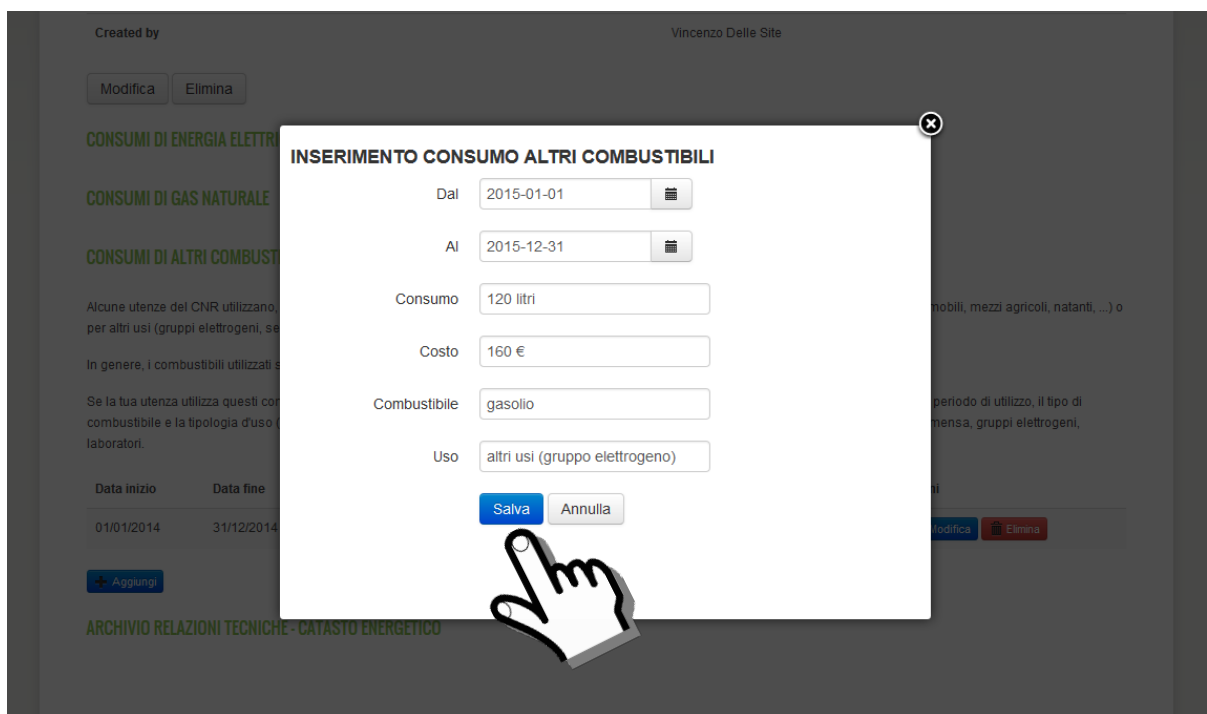 Created by Vincenzo Delle Site
Modifica Elimina
CONSUMI DI ENERGIA ELETTRI
INSERIMENTO CONSUMO ALTRI COMBUSTIBILI
Dal 2015-01-01
CONSUMI DI GAS NATURALE
Al 2015-12-31
CONSUMI DI ALTRI COMBUST
Consumo 120 litri
Alcune utenze del CNR utilizzano, mobili, mezzi agricoli, natanti, ...) o
per altri usi (gruppi elettrogeni, se
Costo 160 €
In genere, i combustibili utilizzati s
Se la tua utenza utilizza questi con periodo di utilizzo, il tipo di
Combustibile gasolio
combustibile e la tipologia d'uso ( mensa, gruppi elettrogeni,
laboratori.
Uso altri usi (gruppo elettrogeno)
Data inizio Data fine ni
Salva Annulla
01/01/2014 31/12/2014 Modifica Elimina
Aggiungi
ARCHIVIO RELAZIONI TECNICHE - CATASTO ENERGETICO